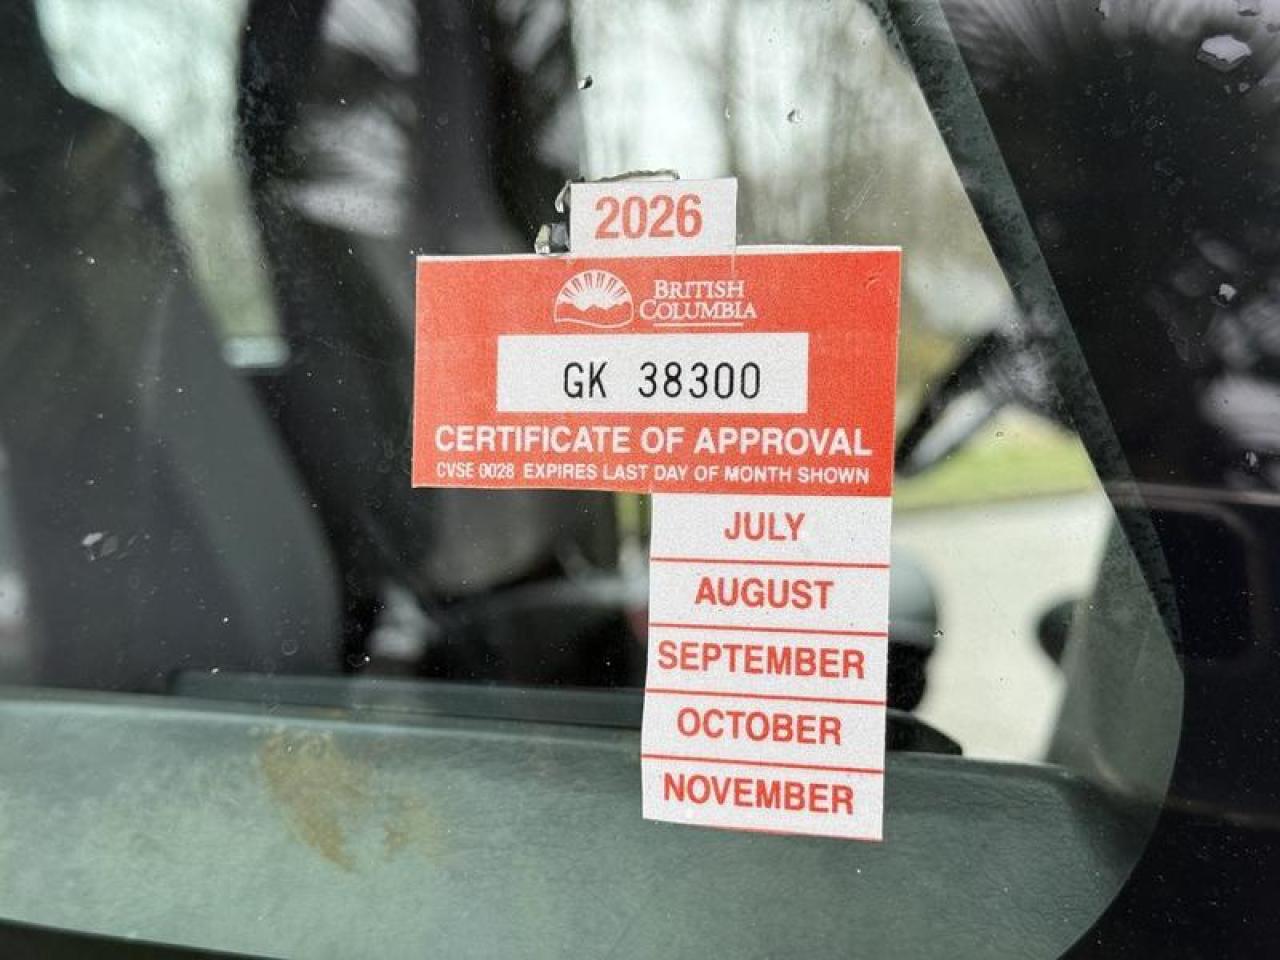 2026
BRITISH
COLUMBIA
GK 38300
CERTIFICATE OF APPROVAL
CVSE 0028 EXPIRES LAST DAY OF MONTH SHOWN
JULY
AUGUST
SEPTEMBER
OCTOBER
NOVEMBER